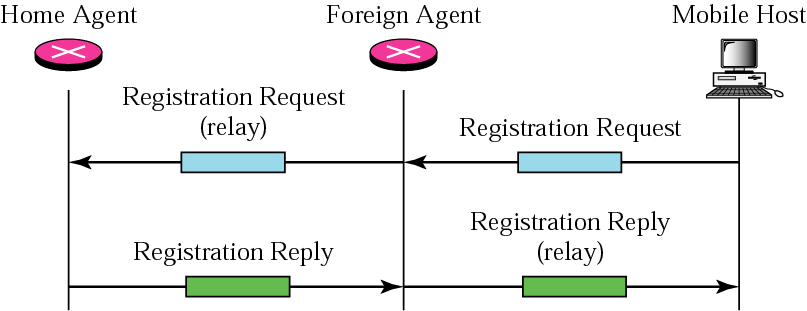 Home Agent
Foreign Agent
Mobile Host
Registration Request
(relay)
Registration Request
Registration Reply
Registration Reply
(relay)